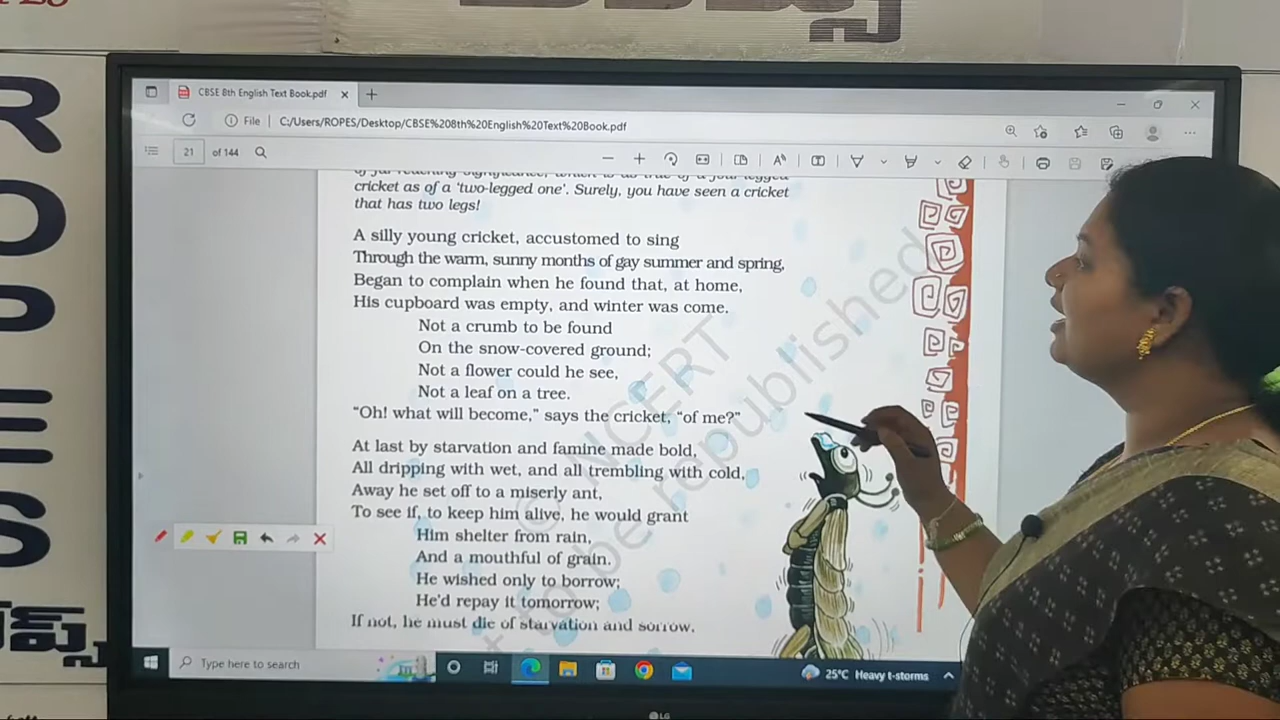 CBSE 8th English Text Book.pdf
File
C:/Users/ROPES/Desktop/CBSE%208th%20English%20Text%20Book.pdf
21 of 144
cricket as of a ‘two-legged one’. Surely, you have seen a cricket
that has two legs!
A silly young cricket, accustomed to sing
Through the warm, sunny months of gay summer and spring,
Began to complain when he found that, at home,
His cupboard was empty, and winter was come.
Not a crumb to be found
On the snow-covered ground;
Not a flower could he see,
Not a leaf on a tree.
“Oh! what will become,” says the cricket, “of me?”
At last by starvation and famine made bold,
All dripping with wet, and all trembling with cold,
Away he set off to a miserly ant,
To see if, to keep him alive, he would grant
Him shelter from rain,
And a mouthful of grain.
He wished only to borrow;
He’d repay it tomorrow;
If not, he must die of starvation and sorrow.
© NCERT
republished
Type here to search
25°C Heavy t-storms
LG
R
O
P
E
S